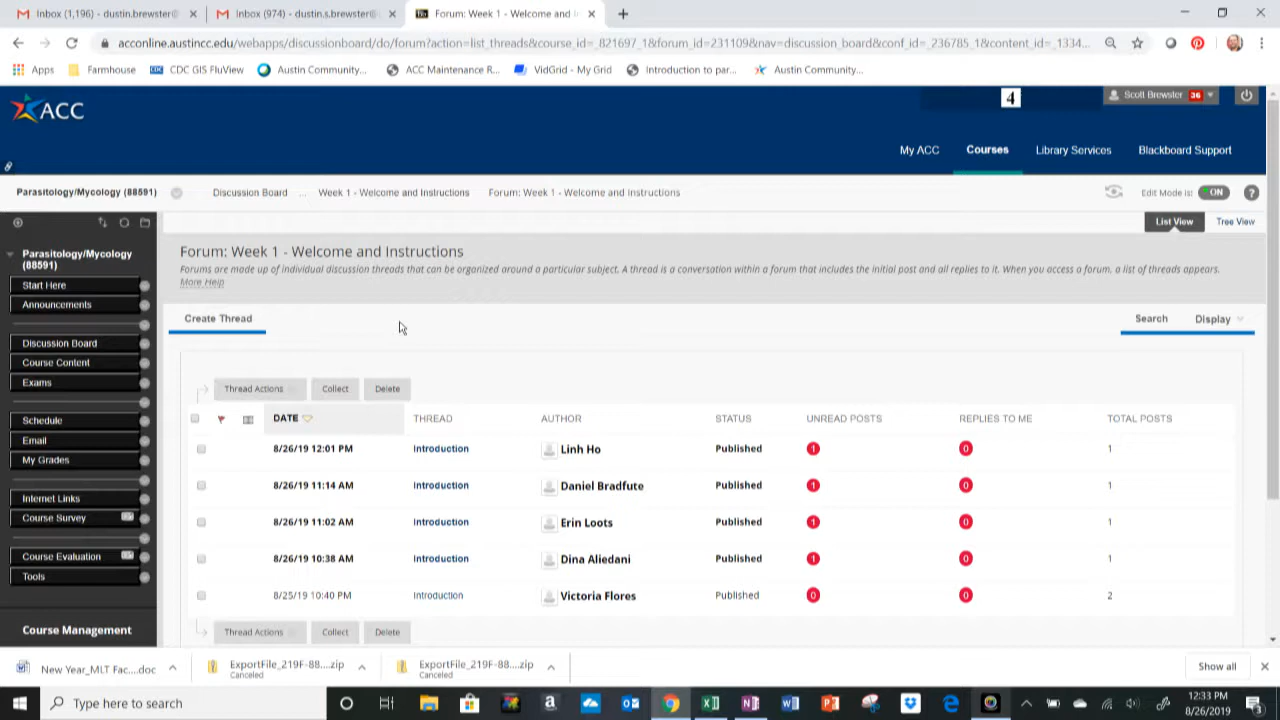 Inbox (1,196) - dustin.brewster@
Inbox (974) - dustin.s.brewster@
Forum: Week 1 - Welcome and I
acconline.austincc.edu/webapps/discussionboard/do/forum?action=list_threads&course_id=_821697_1&forum_id=231109&nav=discussion_board&conf_id=_236785_1&content_id=_1334...
Apps
Farmhouse
CDC GIS FluView
Austin Community...
ACC Maintenance R...
VidGrid - My Grid
Introduction to par...
Austin Community...
ACC
4
Scott Brewster 36
My ACC
Courses
Library Services
Blackboard Support
Parasitology/Mycology (88591)
Discussion Board
...
Week 1 - Welcome and Instructions
Forum: Week 1 - Welcome and Instructions
Edit Mode is: ON
?
List View
Tree View
Parasitology/Mycology
(88591)
Start Here
Announcements
Discussion Board
Course Content
Exams
Schedule
Email
My Grades
Internet Links
Course Survey
Course Evaluation
Tools
Course Management
Forum: Week 1 - Welcome and Instructions
Forums are made up of individual discussion threads that can be organized around a particular subject. A thread is a conversation within a forum that includes the initial post and all replies to it. When you access a forum, a list of threads appears.
More Help
Create Thread
Search
Display
Thread Actions
Collect
Delete
DATE THREAD AUTHOR STATUS UNREAD POSTS REPLIES TO ME TOTAL POSTS
8/26/19 12:01 PM Introduction Linh Ho Published 1 0 1
8/26/19 11:14 AM Introduction Daniel Bradfute Published 1 0 1
8/26/19 11:02 AM Introduction Erin Loots Published 1 0 1
8/26/19 10:38 AM Introduction Dina Aliedani Published 1 0 1
8/25/19 10:40 PM Introduction Victoria Flores Published 0 0 2
Thread Actions
Collect
Delete
New Year_MLT Fac....doc
ExportFile_219F-88....zip
Canceled
ExportFile_219F-88....zip
Canceled
Show all
Type here to search
12:33 PM
8/26/2019
3